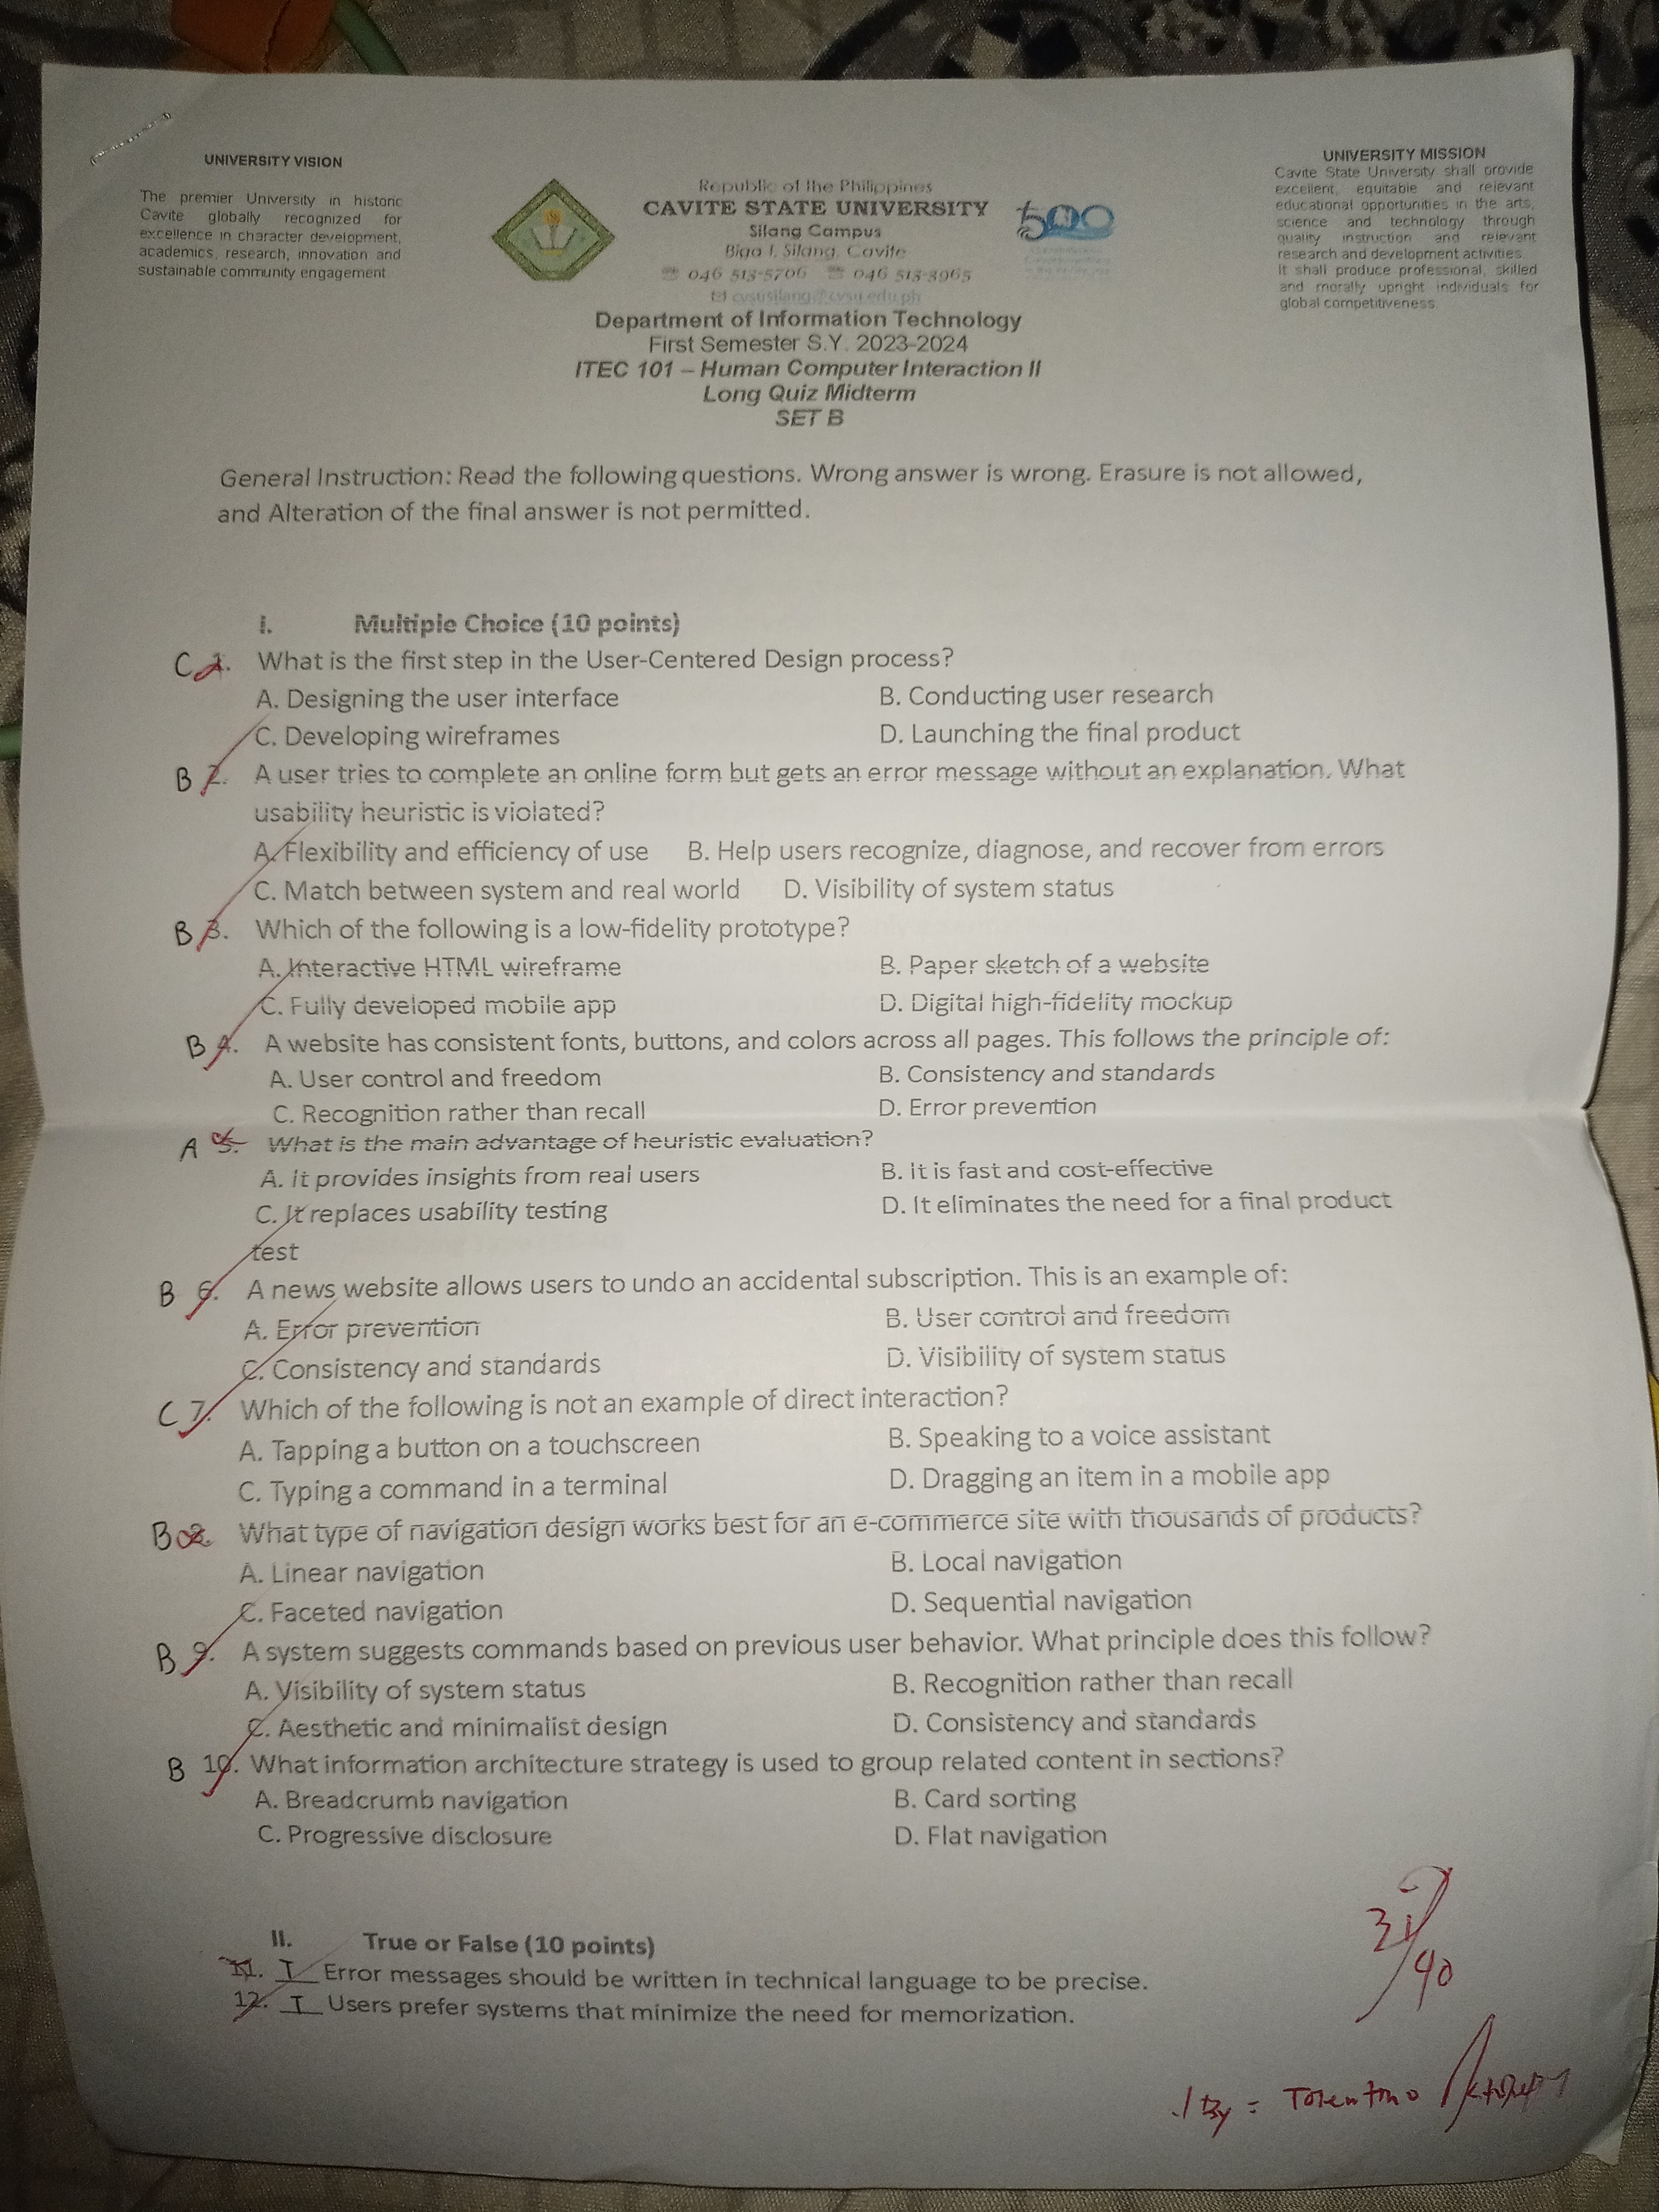 UNIVERSITY VISION
The premier University in historic
Cavite globally recognized for
excellence in character development,
academics, research, innovation and
sustainable community engagement.
Republic of the Philippines
CAVITE STATE UNIVERSITY
Silang Campus
Biga I, Silang, Cavite
046 513-5706 046 513-3965
cvsusilang@cvsu.edu.ph
500
UNIVERSITY MISSION
Cavite State University shall provide
excellent, equitable and relevant
educational opportunities in the arts,
science and technology through
quality instruction and relevant
research and development activities.
It shall produce professional, skilled
and morally upright individuals for
global competitiveness.
Department of Information Technology
First Semester S.Y. 2023-2024
ITEC 101 – Human Computer Interaction II
Long Quiz Midterm
SET B
General Instruction: Read the following questions. Wrong answer is wrong. Erasure is not allowed,
and Alteration of the final answer is not permitted.
I. Multiple Choice (10 points)
C 1. What is the first step in the User-Centered Design process?
A. Designing the user interface B. Conducting user research
C. Developing wireframes D. Launching the final product
B 2. A user tries to complete an online form but gets an error message without an explanation. What
usability heuristic is violated?
A. Flexibility and efficiency of use B. Help users recognize, diagnose, and recover from errors
C. Match between system and real world D. Visibility of system status
B 3. Which of the following is a low-fidelity prototype?
A. Interactive HTML wireframe B. Paper sketch of a website
C. Fully developed mobile app D. Digital high-fidelity mockup
B 4. A website has consistent fonts, buttons, and colors across all pages. This follows the principle of:
A. User control and freedom B. Consistency and standards
C. Recognition rather than recall D. Error prevention
A 5. What is the main advantage of heuristic evaluation?
A. It provides insights from real users B. It is fast and cost-effective
C. It replaces usability testing D. It eliminates the need for a final product
test
B 6. A news website allows users to undo an accidental subscription. This is an example of:
A. Error prevention B. User control and freedom
C. Consistency and standards D. Visibility of system status
C 7. Which of the following is not an example of direct interaction?
A. Tapping a button on a touchscreen B. Speaking to a voice assistant
C. Typing a command in a terminal D. Dragging an item in a mobile app
B 8. What type of navigation design works best for an e-commerce site with thousands of products?
A. Linear navigation B. Local navigation
C. Faceted navigation D. Sequential navigation
B 9. A system suggests commands based on previous user behavior. What principle does this follow?
A. Visibility of system status B. Recognition rather than recall
C. Aesthetic and minimalist design D. Consistency and standards
B 10. What information architecture strategy is used to group related content in sections?
A. Breadcrumb navigation B. Card sorting
C. Progressive disclosure D. Flat navigation
II. True or False (10 points)
11. T Error messages should be written in technical language to be precise.
12. T Users prefer systems that minimize the need for memorization.
31/40
By = Tolentino